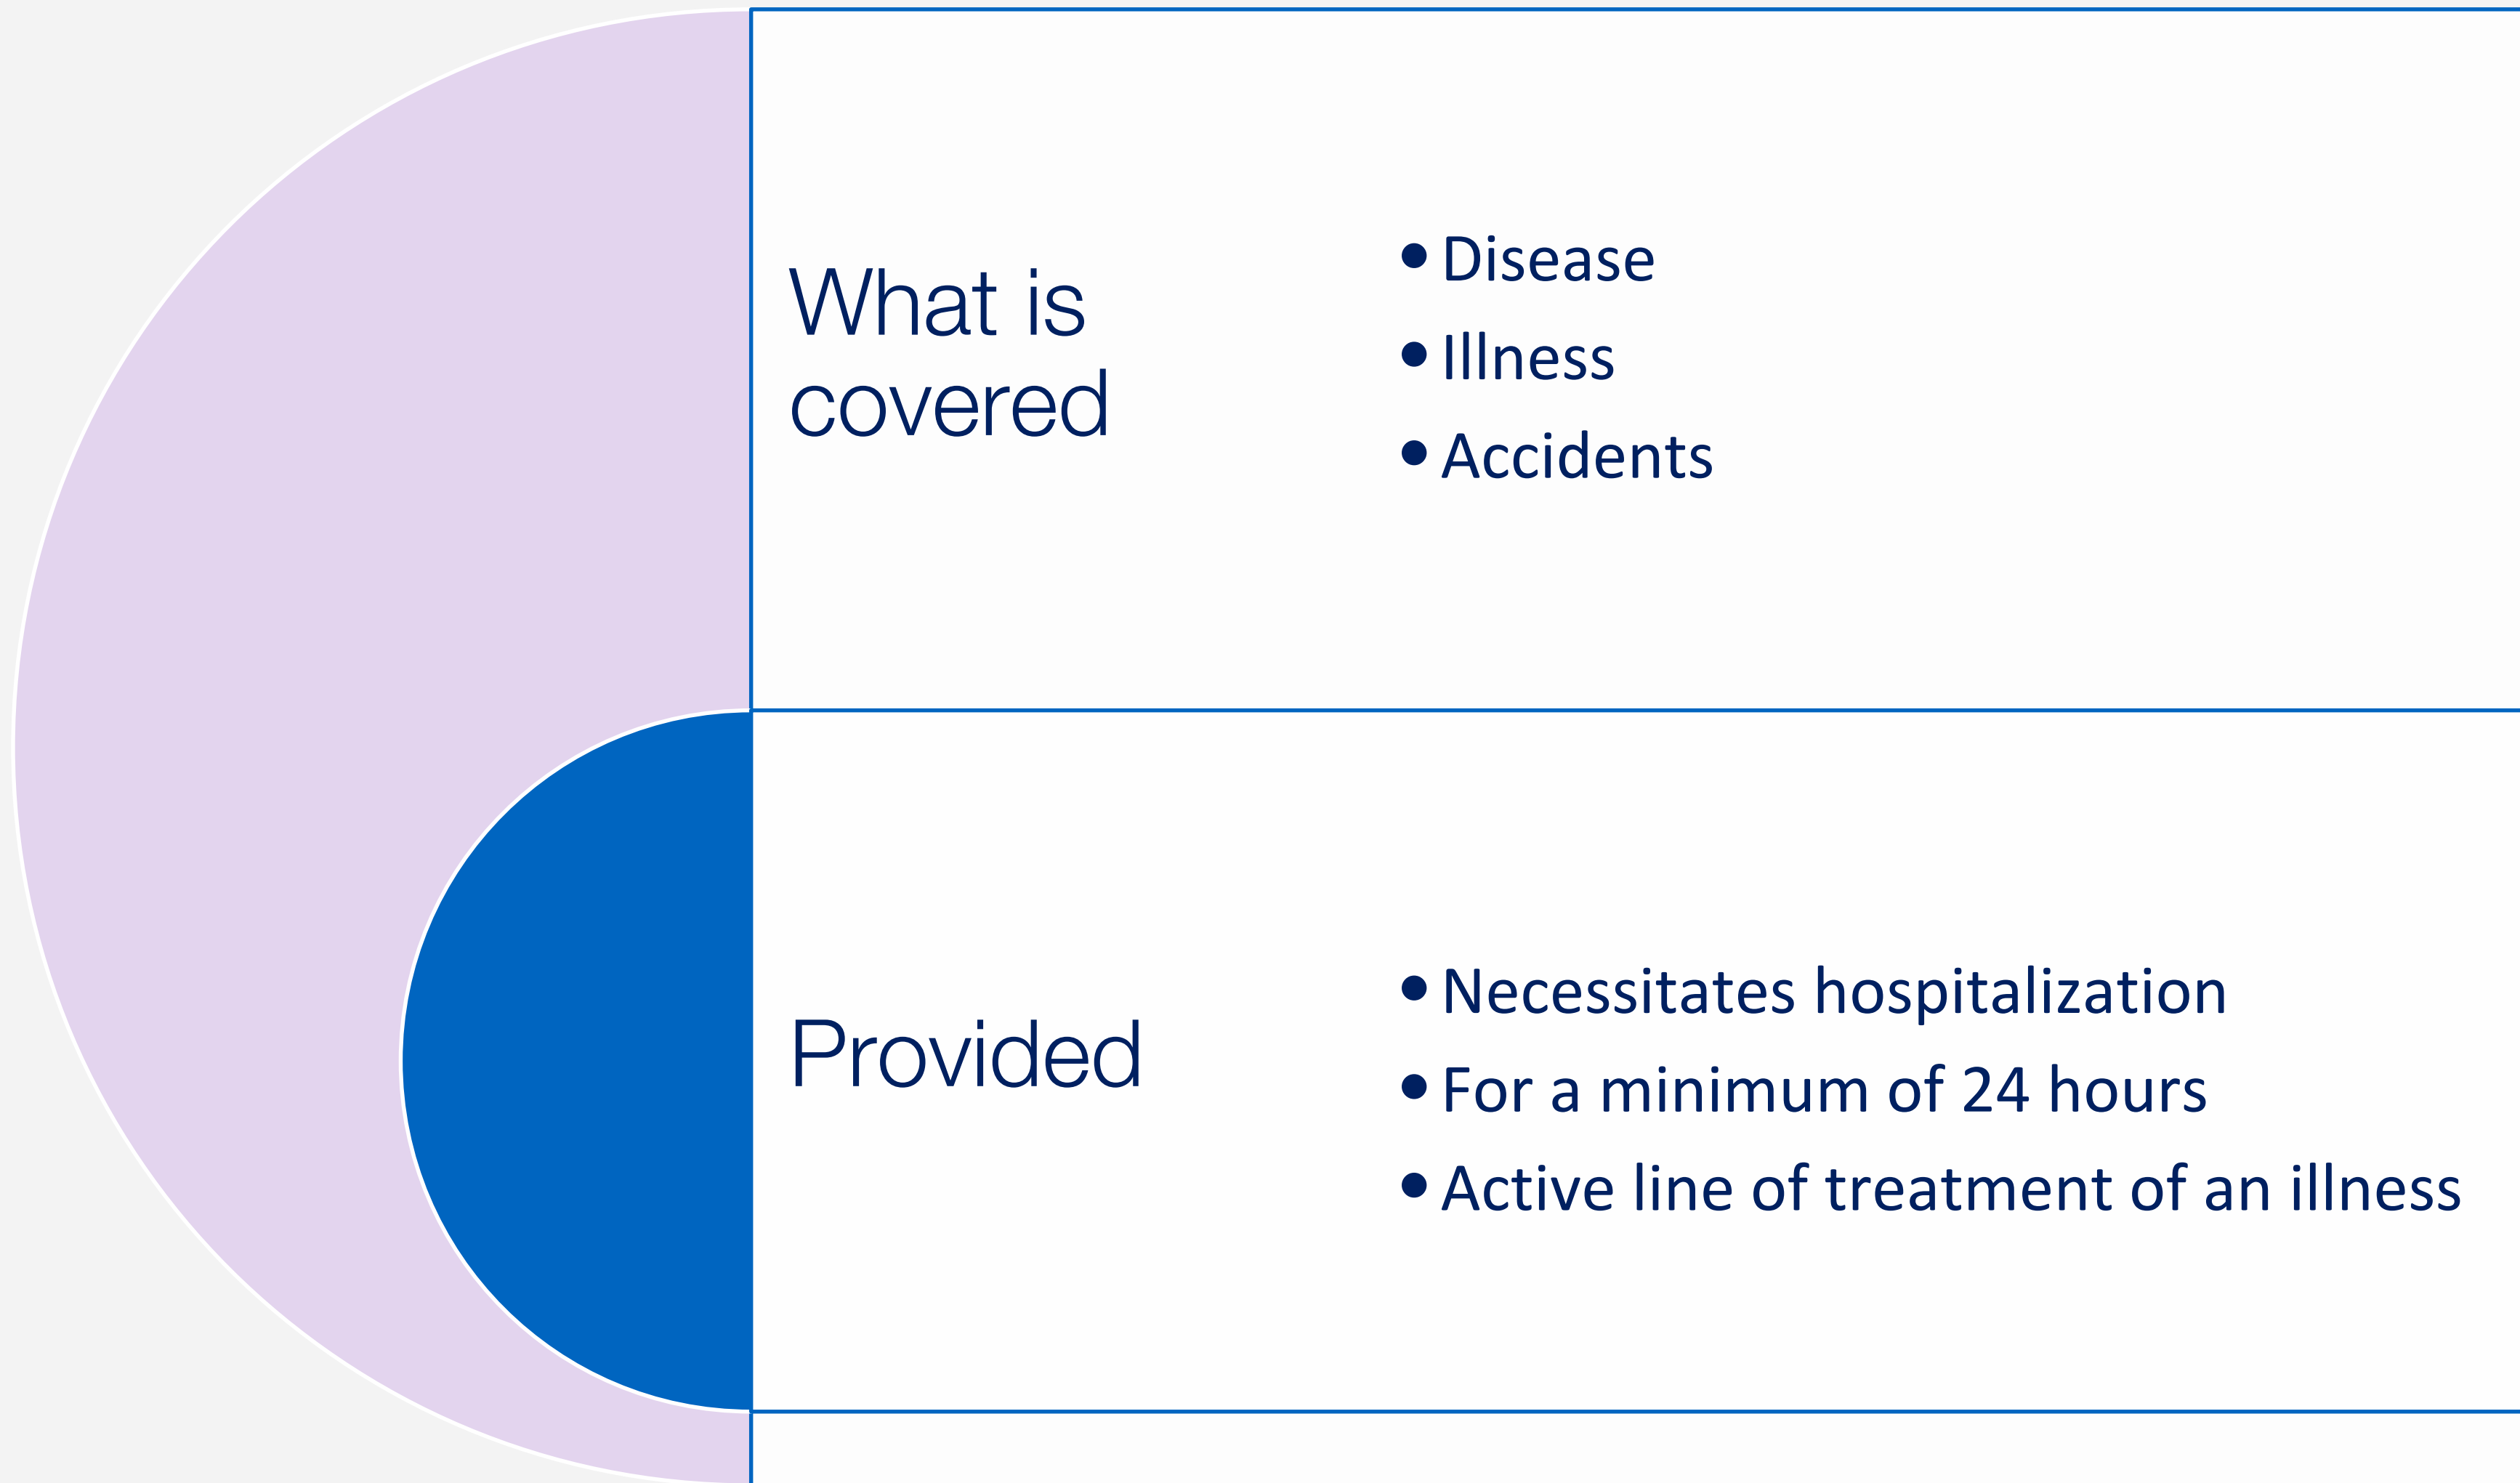 What is
covered
• Disease
• Illness
• Accidents
Provided
• Necessitates hospitalization
• For a minimum of 24 hours
• Active line of treatment of an illness